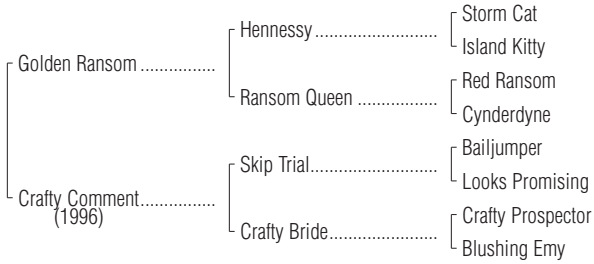 Storm Cat
Hennessy ..........................
Island Kitty
Golden Ransom ................
Red Ransom
Ransom Queen .................
Cynderdyne
Bailjumper
Skip Trial...........................
Looks Promising
Crafty Comment................
(1996)
Crafty Prospector
Crafty Bride.......................
Blushing Emy